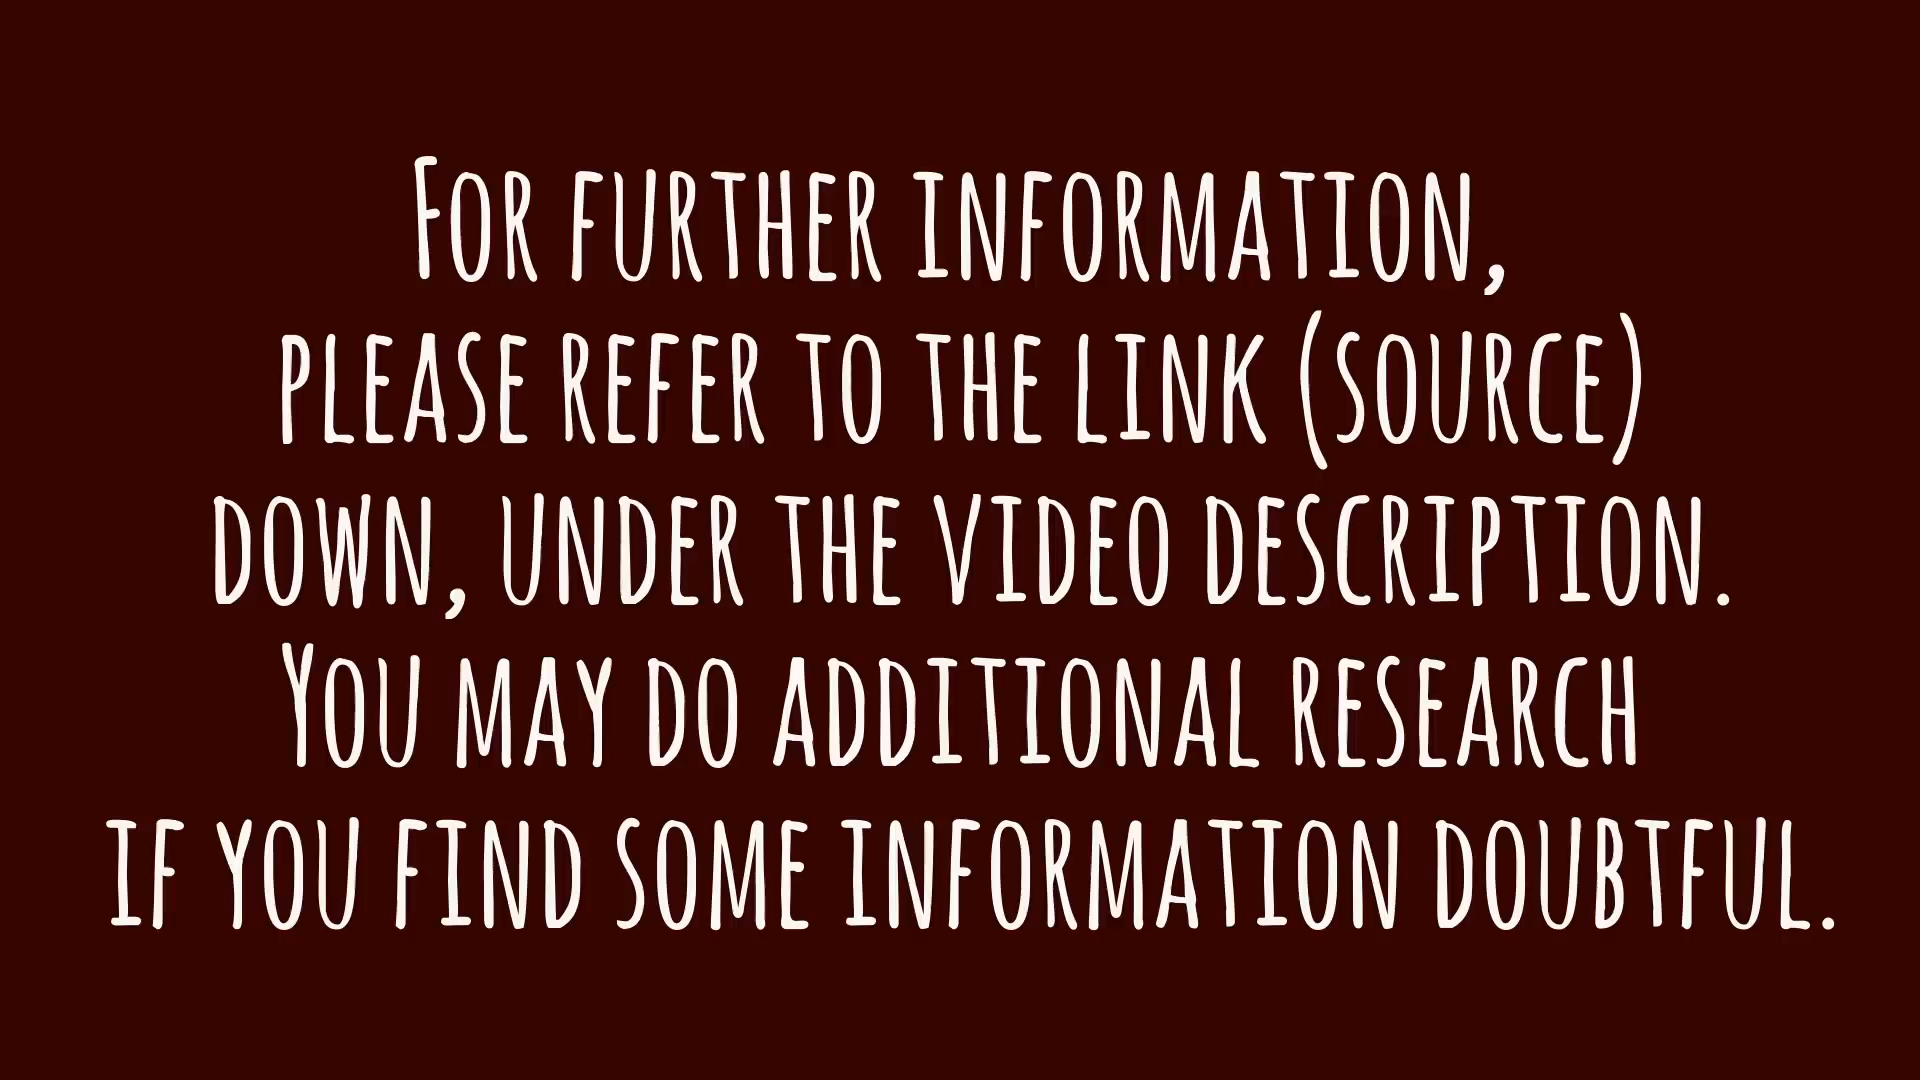 For further information,
please refer to the link (source)
down, under the video description.
You may do additional research
if you find some information doubtful.